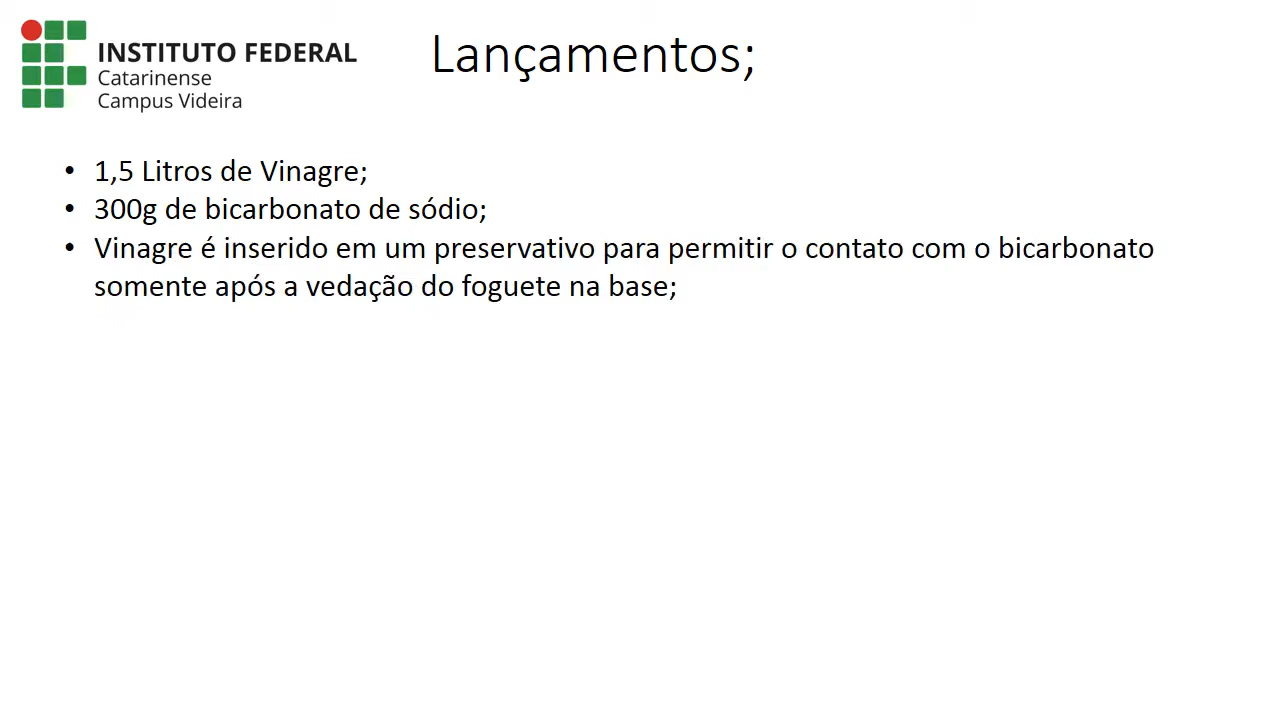 INSTITUTO FEDERAL
Catarinense
Campus Videira
Lançamentos;
• 1,5 Litros de Vinagre;
• 300g de bicarbonato de sódio;
• Vinagre é inserido em um preservativo para permitir o contato com o bicarbonato
somente após a vedação do foguete na base;